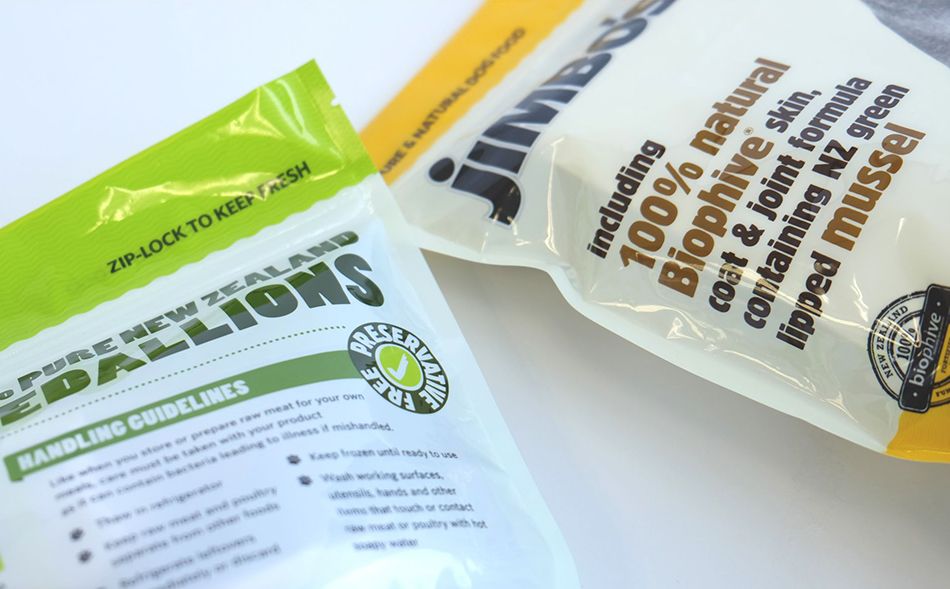 ZIP-LOCK TO KEEP FRESH
PURE NEW ZEALAND
EDALLIONS
PRESERVATIVE FREE
HANDLING GUIDELINES
Like when you store or prepare raw meat for your own
meals, care must be taken with your product
as it can contain bacteria leading to illness if mishandled.
Thaw in refrigerator
Keep raw meat and poultry
separate from other foods
Refrigerate leftovers
or discard
Keep frozen until ready to use
Wash working surfaces,
utensils, hands and other
items that touch or contact
raw meat or poultry with hot
soapy water
URE & NATURAL DOG FOOD
JIMBO's
including
100% natural
Biophive® skin,
coat & joint formula
containing NZ green
lipped mussel
NEW ZEALAND
100%
biophive